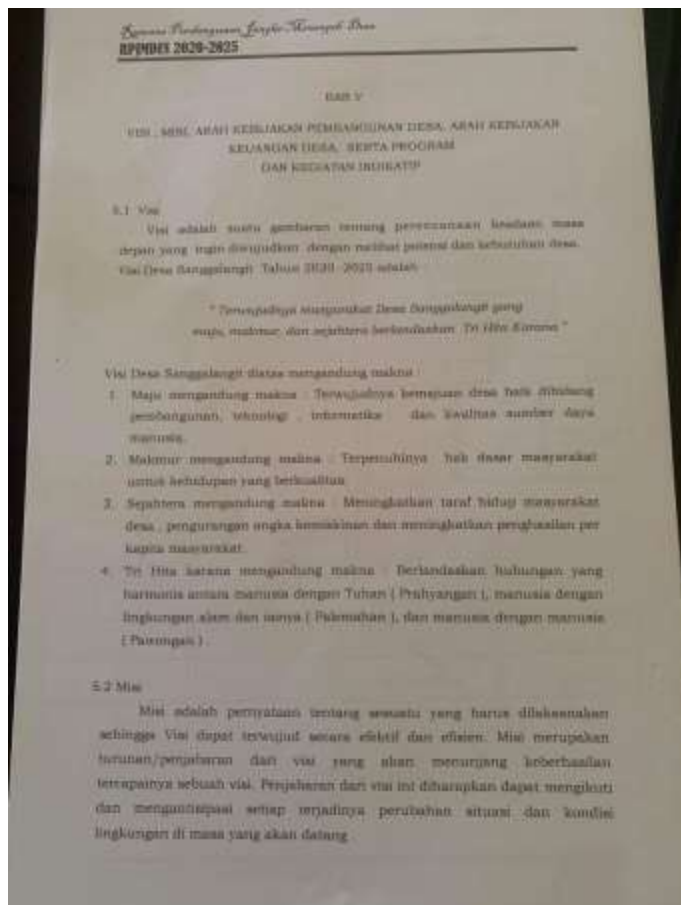 Rencana Pembangunan Jangka Menengah Desa
RPJMDES 2020-2025
BAB V
VISI , MISI, ARAH KEBIJAKAN PEMBANGUNAN DESA, ARAH KEBIJAKAN
KEUANGAN DESA, SERTA PROGRAM
DAN KEGIATAN INDIKATIF
5.1 Visi
Visi adalah suatu gambaran tentang perencanaan keadaan masa
depan yang ingin diwujudkan dengan melihat potensi dan kebutuhan desa.
Visi Desa Sanggalangit Tahun 2020 -2025 adalah
" Terwujudnya masyarakat Desa Sanggalangit yang
maju, makmur, dan sejahtera berlandaskan Tri Hita Karana "
Visi Desa Sanggalangit diatas mengandung makna :
1. Maju mengandung makna : Terwujudnya kemajuan desa baik dibidang
pembangunan, teknologi , informatika dan kwalitas sumber daya
manusia.
2. Makmur mengandung makna : Terpenuhinya hak dasar masyarakat
untuk kehidupan yang berkualitas
3. Sejahtera mengandung makna : Meningkatkan taraf hidup masyarakat
desa , pengurangan angka kemiskinan dan meningkatkan penghasilan per
kapita masyarakat.
4. Tri Hita karana mengandung makna : Berlandaskan hubungan yang
harmonis antara manusia dengan Tuhan ( Prahyangan ), manusia dengan
lingkungan alam dan isinya ( Palemahan ), dan manusia dengan manusia
( Pawongan ) .
5.2 Misi
Misi adalah pernyataan tentang sesuatu yang harus dilaksanakan
sehingga Visi dapat terwujud secara efektif dan efisien. Misi merupakan
turunan/penjabaran dari visi yang akan menunjang keberhasilan
tercapainya sebuah visi. Penjabaran dari visi ini diharapkan dapat mengikuti
dan mengantisipasi setiap terjadinya perubahan situasi dan kondisi
lingkungan di masa yang akan datang